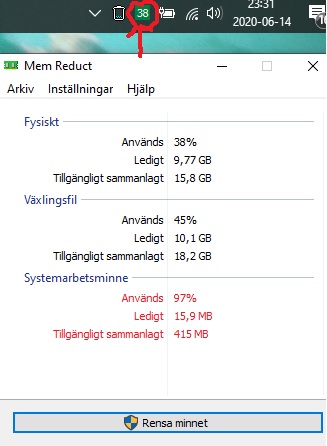 38
23:31
2020-06-14
Mem Reduct
Arkiv Inställningar Hjälp
Fysiskt
Används 38%
Ledigt 9,77 GB
Tillgängligt sammanlagt 15,8 GB
Växlingsfil
Används 45%
Ledigt 10,1 GB
Tillgängligt sammanlagt 18,2 GB
Systemarbetsminne
Används 97%
Ledigt 15,9 MB
Tillgängligt sammanlagt 415 MB
Rensa minnet